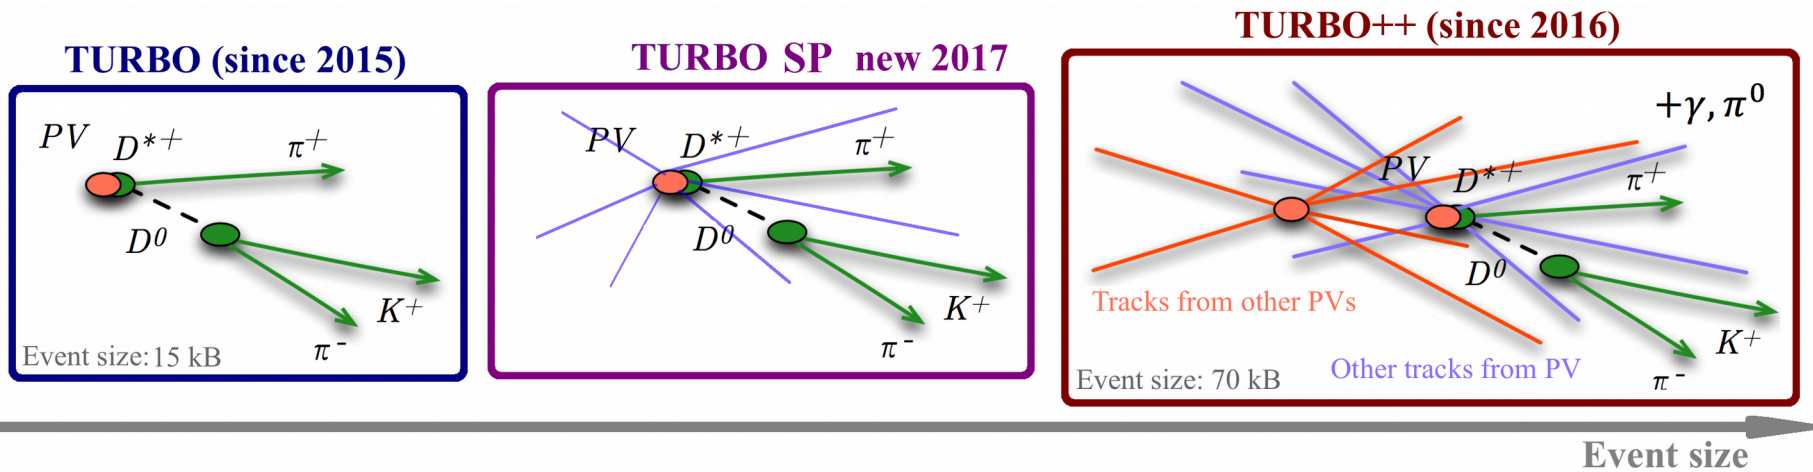 TURBO (since 2015)
PV
D*+
π+
D0
K+
π-
Event size:15 kB
TURBO SP new 2017
PV
D*+
π+
D0
K+
π-
TURBO++ (since 2016)
+γ, π0
PV
D*+
π+
D0
Tracks from other PVs
K+
Other tracks from PV
π-
Event size: 70 kB
Event size